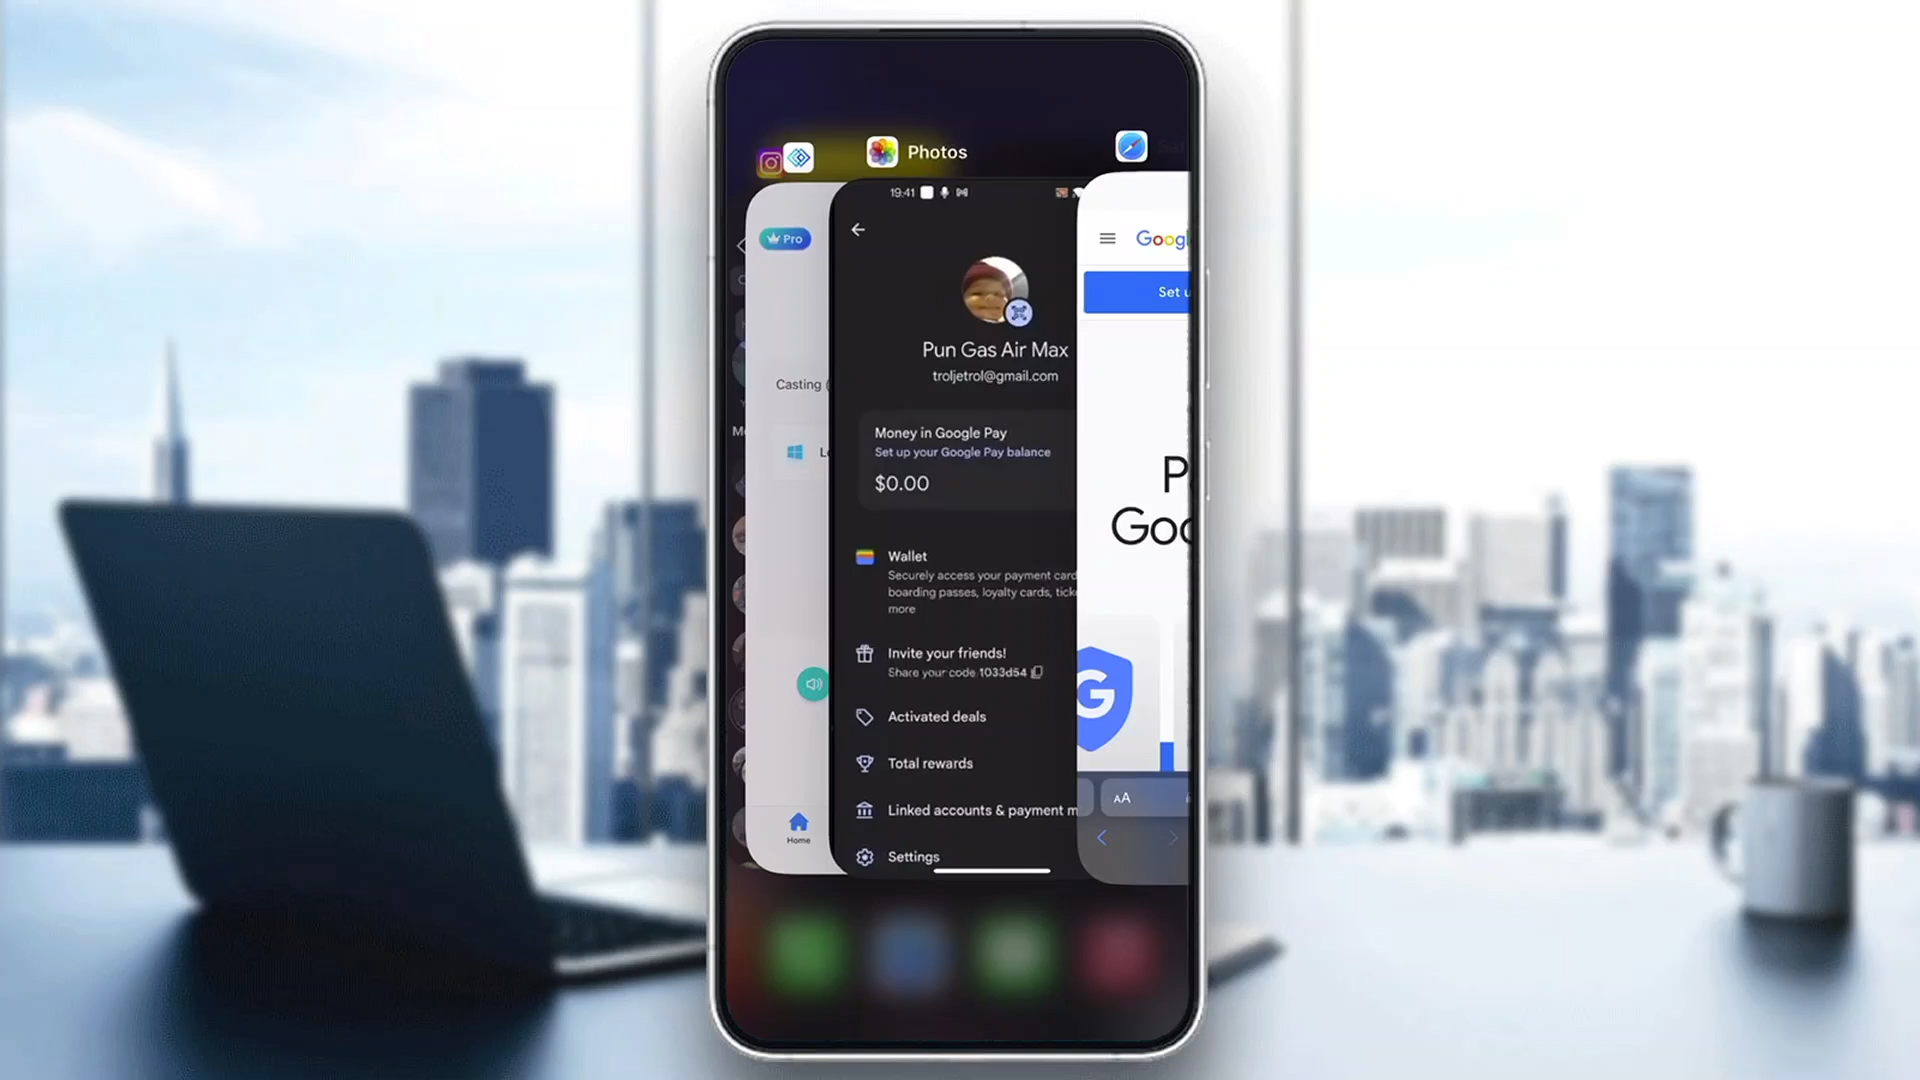 Photos
19:41
Pro
Googl
Set u
Pun Gas Air Max
troljetrol@gmail.com
Casting (
Money in Google Pay
Set up your Google Pay balance
$0.00
P
Goo
Wallet
Securely access your payment card
boarding passes, loyalty cards, ticke
more
Invite your friends!
Share your code 1033d54
Activated deals
Total rewards
Linked accounts & payment m
AA
Home
Settings